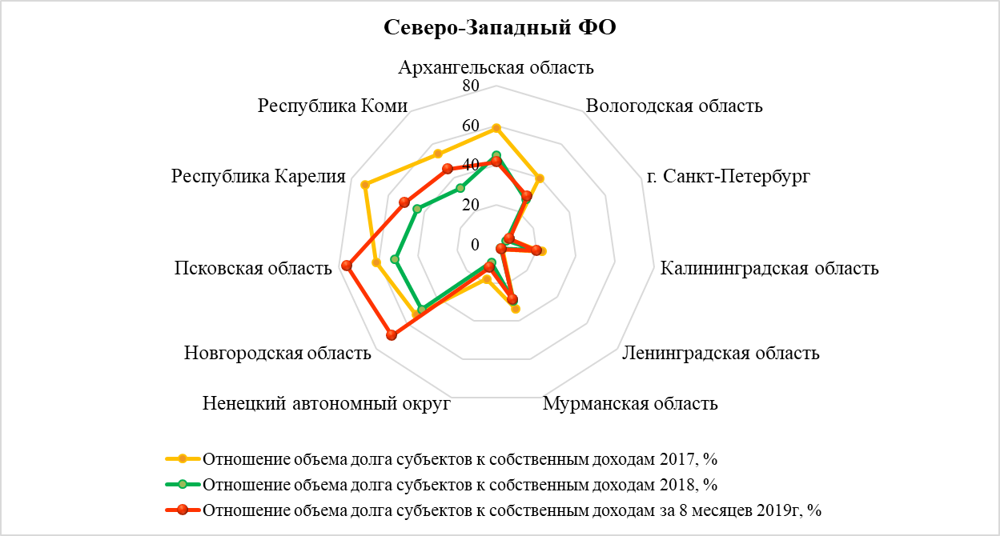 Северо-Западный ФО
Архангельская область
80
Республика Коми
Вологодская область
60
Республика Карелия
40
г. Санкт-Петербург
20
0
Псковская область
Калининградская область
Новгородская область
Ленинградская область
Ненецкий автономный округ
Мурманская область
Отношение объема долга субъектов к собственным доходам 2017, %
Отношение объема долга субъектов к собственным доходам 2018, %
Отношение объема долга субъектов к собственным доходам за 8 месяцев 2019г, %